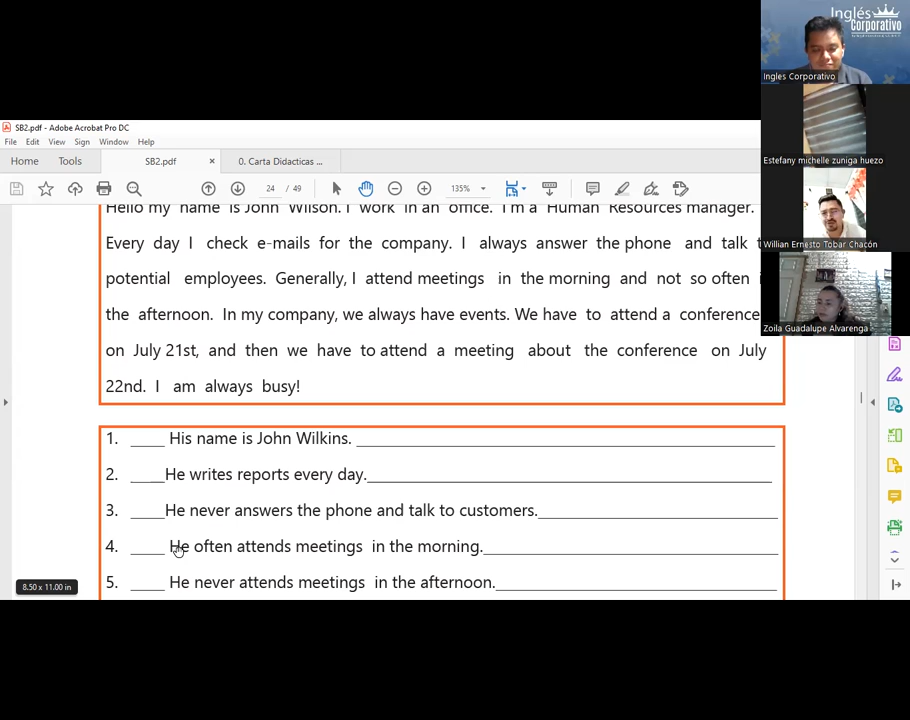 Inglés
Corporativo
Ingles Corporativo
SB2.pdf - Adobe Acrobat Pro DC
File Edit View Sign Window Help
Home Tools SB2.pdf × 0. Carta Didacticas ...
24 / 49 135%
Estefany michelle zuniga huezo
Hello my name is John Wilson. I work in an office. I'm a Human Resources manager.
Every day I check e-mails for the company. I always answer the phone and talk
Willian Ernesto Tobar Chacón
potential employees. Generally, I attend meetings in the morning and not so often
the afternoon. In my company, we always have events. We have to attend a conference
Zoila Guadalupe Alvarenga
on July 21st, and then we have to attend a meeting about the conference on July
22nd. I am always busy!
1. ____ His name is John Wilkins. ____
2. ____He writes reports every day.____
3. ____He never answers the phone and talk to customers.____
4. ____ He often attends meetings in the morning.____
5. ____ He never attends meetings in the afternoon.____
8.50 x 11.00 in